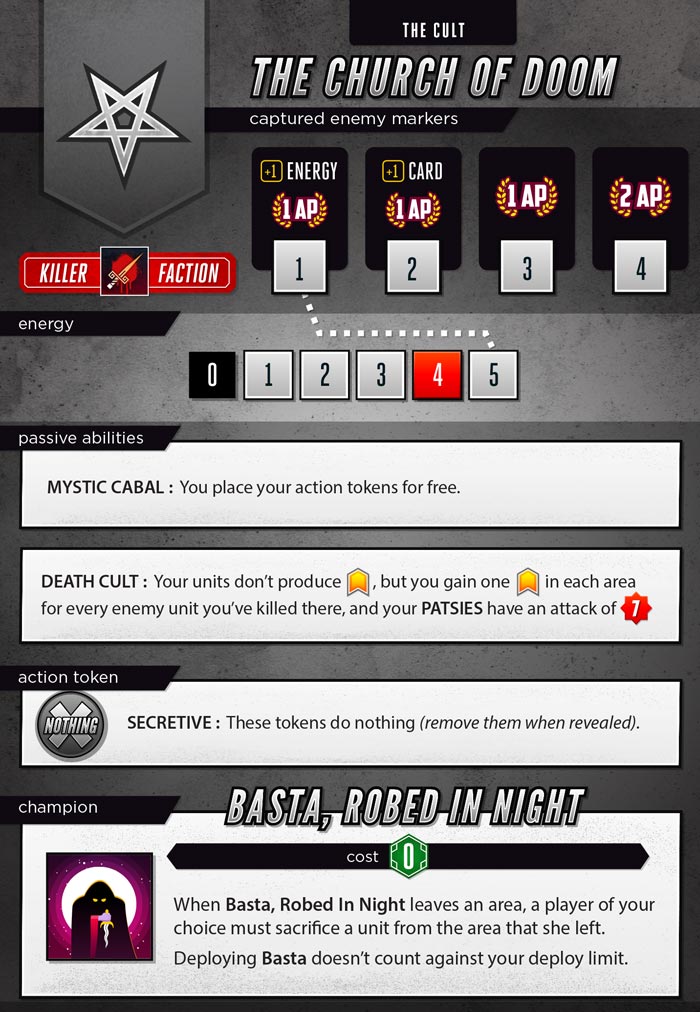 THE CULT
THE CHURCH OF DOOM
captured enemy markers
+1 ENERGY
1 AP
1
+1 CARD
1 AP
2
1 AP
3
2 AP
4
KILLER FACTION
energy
0 1 2 3 4 5
passive abilities
MYSTIC CABAL : You place your action tokens for free.
DEATH CULT : Your units don’t produce , but you gain one in each area
for every enemy unit you’ve killed there, and your PATSIES have an attack of 7
action token
NOTHING
SECRETIVE : These tokens do nothing (remove them when revealed).
champion
BASTA, ROBED IN NIGHT
cost 0
When Basta, Robed In Night leaves an area, a player of your
choice must sacrifice a unit from the area that she left.
Deploying Basta doesn’t count against your deploy limit.